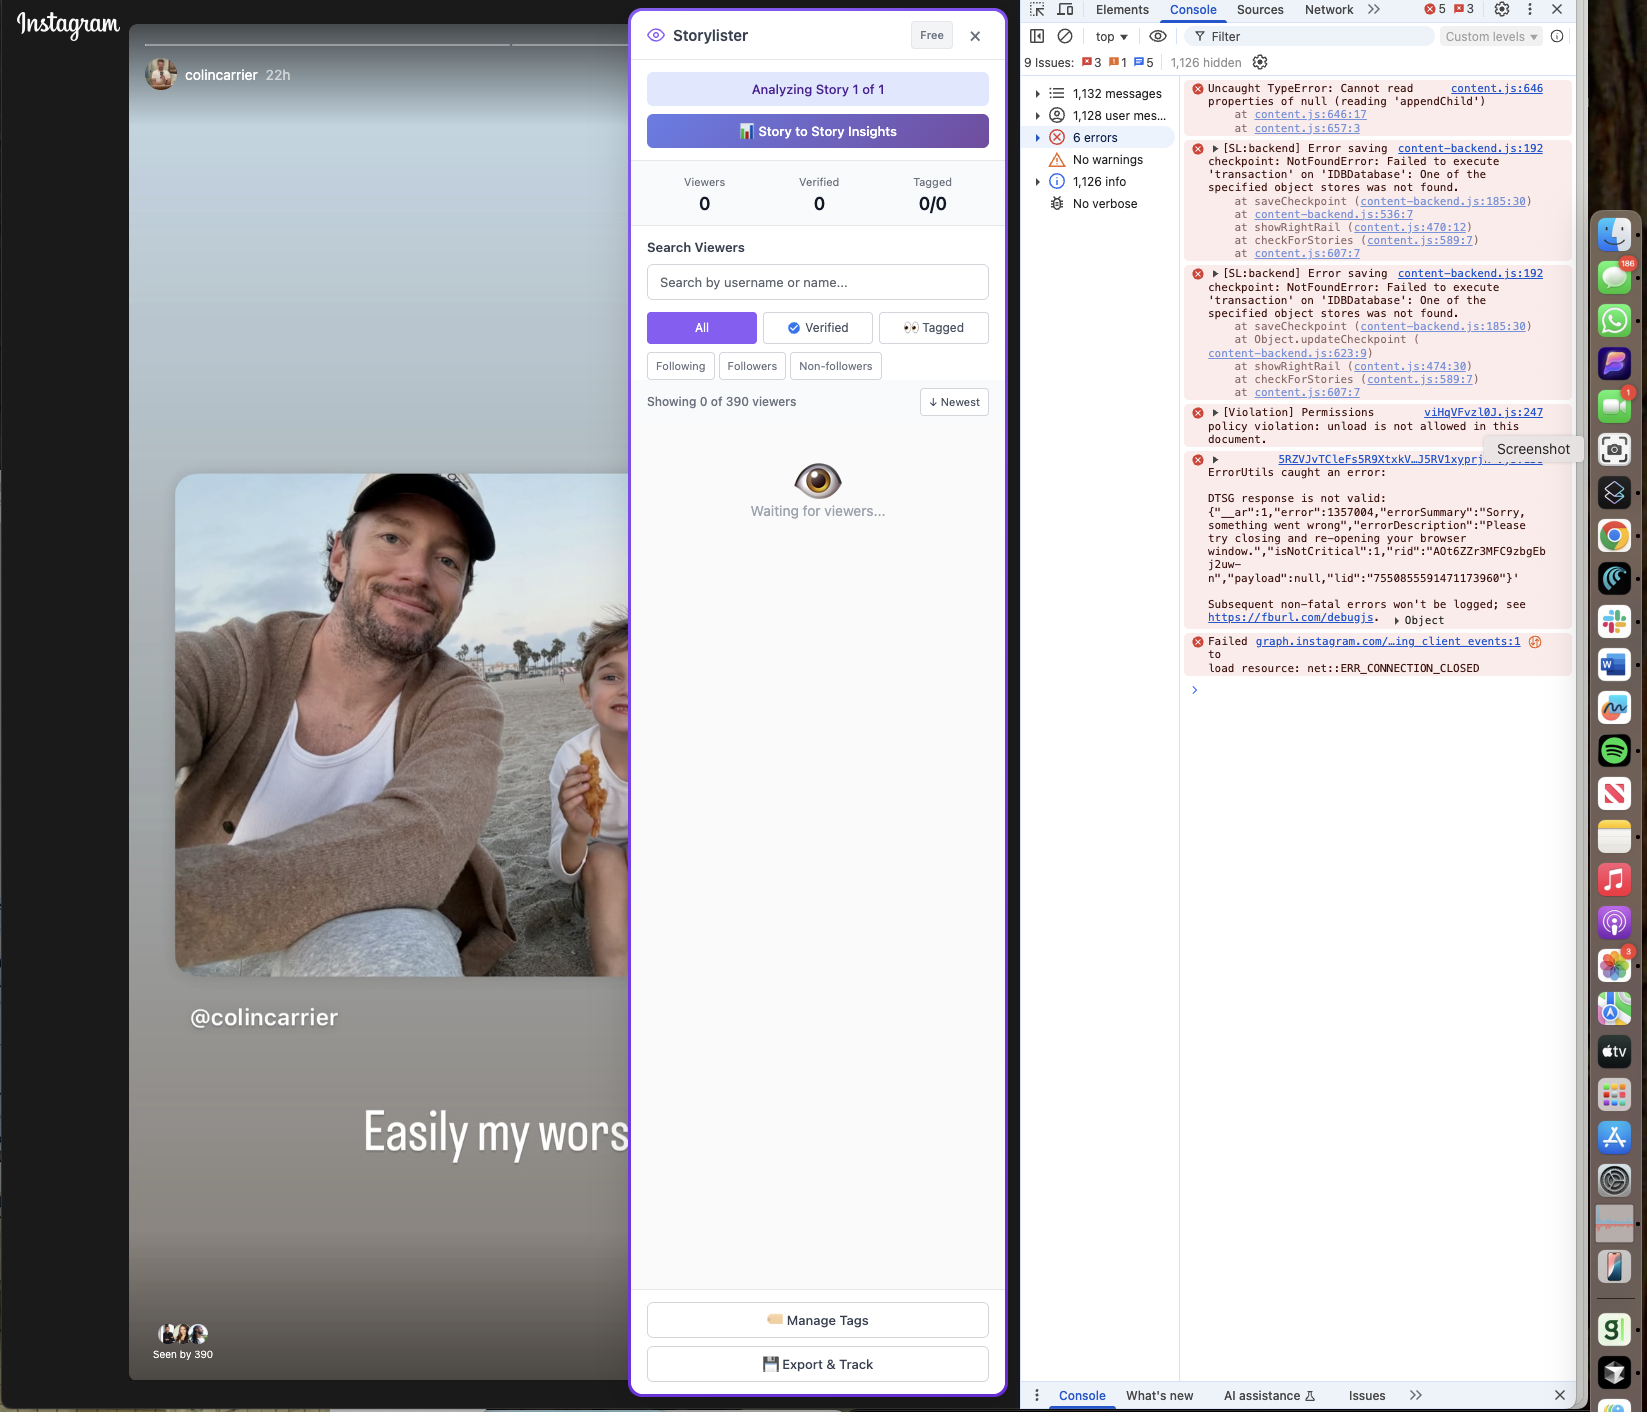 Instagram
colincarrier 22h
@colincarrier
Easily my wors
Seen by 390
Storylister
Free
Analyzing Story 1 of 1
Story to Story Insights
Viewers
Verified
Tagged
0
0
0/0
Search Viewers
Search by username or name...
All
Verified
Tagged
Following
Followers
Non-followers
Showing 0 of 390 viewers
↓ Newest
Waiting for viewers...
Manage Tags
Export & Track
Elements
Console
Sources
Network
5
3
top
Filter
Custom levels
9 Issues:
3
1
5
1,126 hidden
1,132 messages
1,128 user mes...
6 errors
No warnings
1,126 info
No verbose
Uncaught TypeError: Cannot read content.js:646
properties of null (reading 'appendChild')
at content.js:646:17
at content.js:657:3
[SL:backend] Error saving content-backend.js:192
checkpoint: NotFoundError: Failed to execute
'transaction' on 'IDBDatabase': One of the
specified object stores was not found.
at saveCheckpoint (content-backend.js:185:30)
at content-backend.js:536:7
at showRightRail (content.js:470:12)
at checkForStories (content.js:589:7)
at content.js:607:7
[SL:backend] Error saving content-backend.js:192
checkpoint: NotFoundError: Failed to execute
'transaction' on 'IDBDatabase': One of the
specified object stores was not found.
at saveCheckpoint (content-backend.js:185:30)
at Object.updateCheckpoint (
content-backend.js:623:9)
at showRightRail (content.js:474:30)
at checkForStories (content.js:589:7)
at content.js:607:7
[Violation] Permissions viHqVFvzl0J.js:247
policy violation: unload is not allowed in this
document.
Screenshot
5RZVJvTCleFs5R9XtxkV…J5RV1xyprj
ErrorUtils caught an error:
DTSG response is not valid:
{"__ar":1,"error":1357004,"errorSummary":"Sorry,
something went wrong","errorDescription":"Please
try closing and re-opening your browser
window.","isNotCritical":1,"rid":"AOt6ZZr3MFC9zbgEb
j2uw-
n","payload":null,"lid":"7550855591471173960"}'
Subsequent non-fatal errors won't be logged; see
https://fburl.com/debugjs.
Object
Failed graph.instagram.com/…ing_client_events:1
to
load resource: net::ERR_CONNECTION_CLOSED
Console
What's new
AI assistance
Issues
186
1
W
tv
3
g